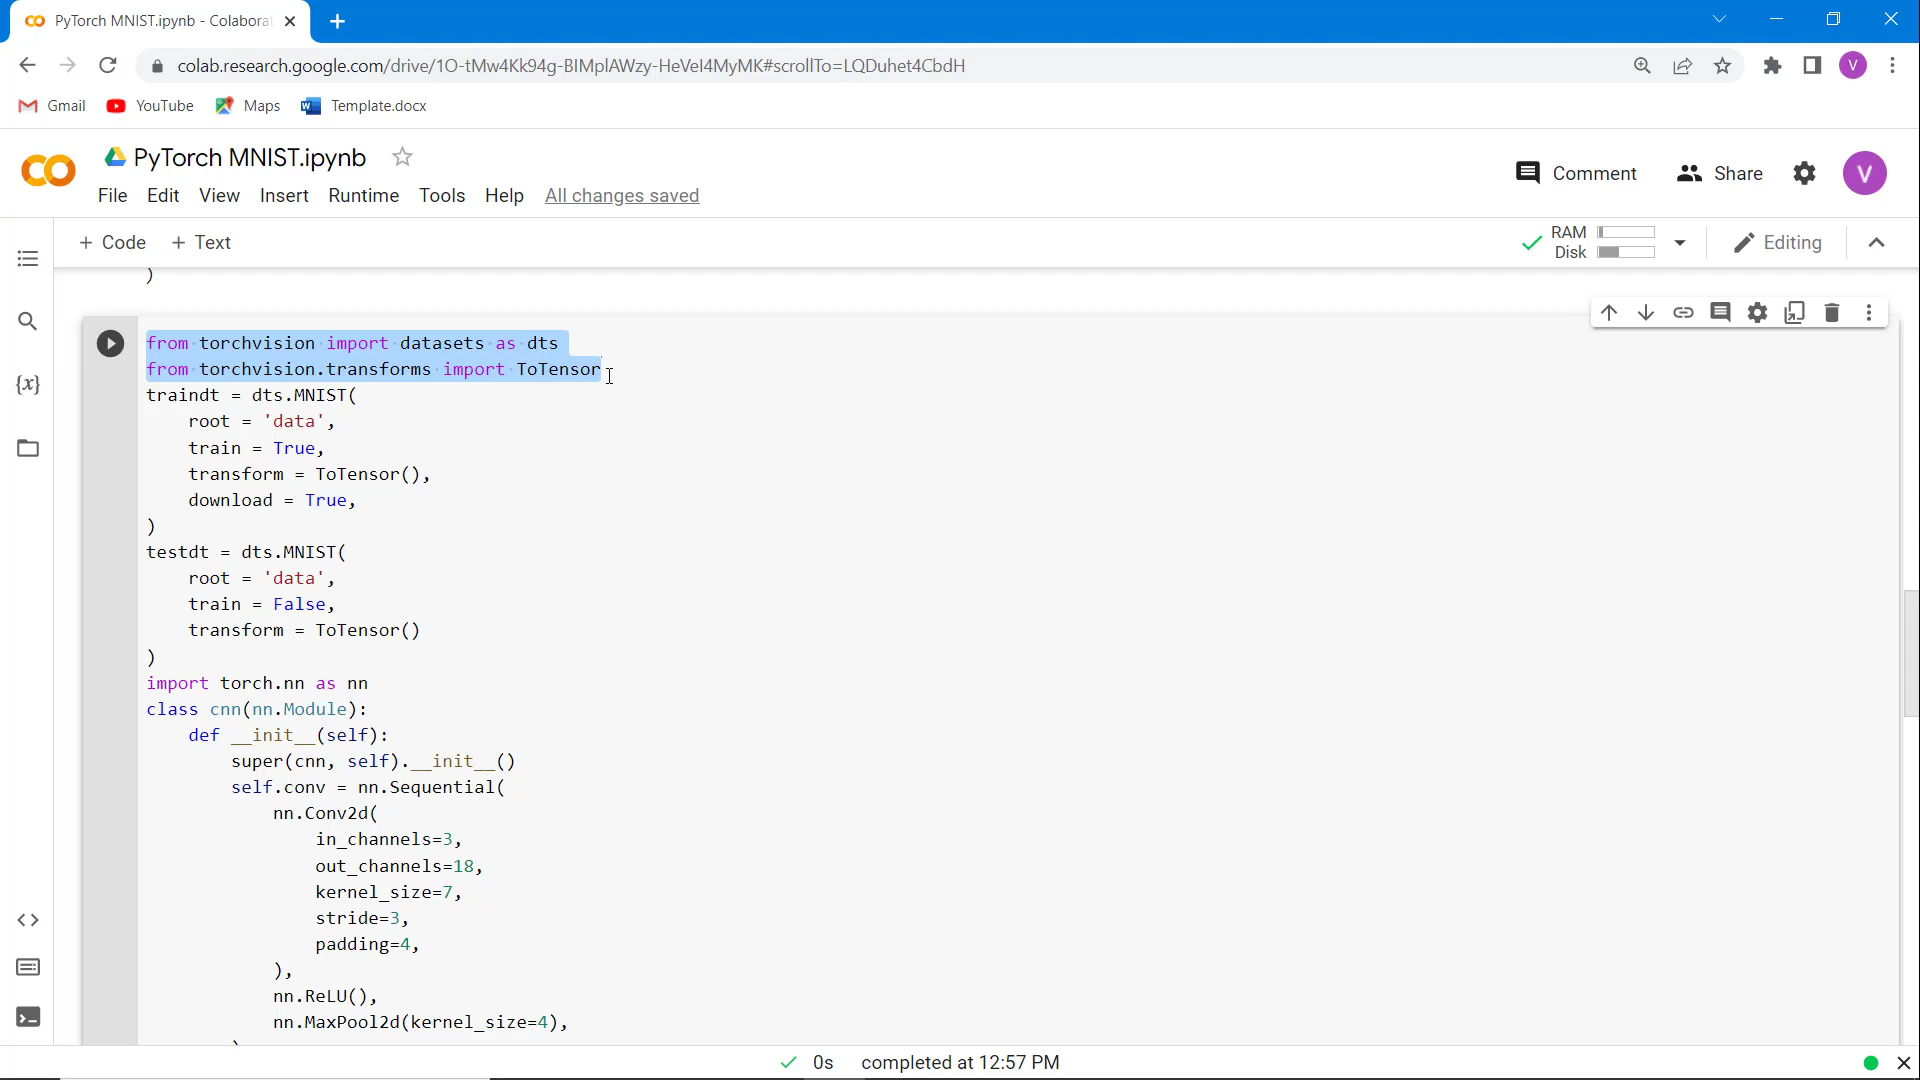 PyTorch MNIST.ipynb - Colaborat
colab.research.google.com/drive/1O-tMw4Kk94g-BIMplAWzy-HeVeI4MyMK#scrollTo=LQDuhet4CbdH
V
Gmail YouTube Maps Template.docx
PyTorch MNIST.ipynb
Comment Share V
File Edit View Insert Runtime Tools Help All changes saved
+ Code + Text
RAM
Disk
Editing
)
from torchvision import datasets as dts
from torchvision.transforms import ToTensor
traindt = dts.MNIST(
    root = 'data',
    train = True,
    transform = ToTensor(),
    download = True,
)
testdt = dts.MNIST(
    root = 'data',
    train = False,
    transform = ToTensor()
)
import torch.nn as nn
class cnn(nn.Module):
    def __init__(self):
        super(cnn, self).__init__()
        self.conv = nn.Sequential(
            nn.Conv2d(
                in_channels=3,
                out_channels=18,
                kernel_size=7,
                stride=3,
                padding=4,
            ),
            nn.ReLU(),
            nn.MaxPool2d(kernel_size=4),
0s completed at 12:57 PM